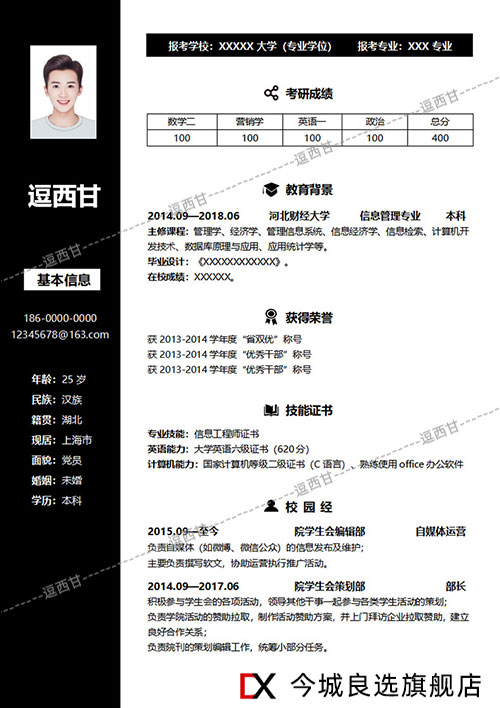 报考学校：XXXXX 大学（专业学位） 报考专业：XXX 专业
逗西甘
基本信息
186-0000-0000
12345678@163.com
年龄：25 岁
民族：汉族
籍贯：湖北
现居：上海市
面貌：党员
婚姻：未婚
学历：本科
考研成绩
数学二 营销学 英语一 政治 总分
100 100 100 100 400
教育背景
2014.09—2018.06 河北财经大学 信息管理专业 本科
主修课程：管理学、经济学、管理信息系统、信息经济学、信息检索、计算机开
发技术、数据库原理与应用、应用统计学等。
毕业设计：《XXXXXXXXXXXX》。
在校成绩：XXXXXX。
获得荣誉
获 2013-2014 学年度“省双优”称号
获 2013-2014 学年度“优秀干部”称号
获 2013-2014 学年度“优秀干部”称号
技能证书
专业技能：信息工程师证书
英语能力：大学英语六级证书（620 分）
计算机能力：国家计算机等级二级证书（C 语言）、熟练使用 office 办公软件
校 园 经
2015.09—至今 院学生会编辑部 自媒体运营
负责自媒体（如微博、微信公众）的信息发布及维护；
主要负责撰写软文，协助运营执行推广活动。
2014.09—2017.06 院学生会策划部 部长
积极参与学生会的各项活动，领导其他干事一起参与各类学生活动的策划；
负责学院活动的赞助拉取，制作活动赞助方案，并上门拜访企业拉取赞助，建立
良好合作关系；
负责院刊的策划编辑工作，统筹小部分任务。
逗西甘
逗西甘
逗西甘
逗西甘
逗西甘
逗西甘
DX 今城良选旗舰店